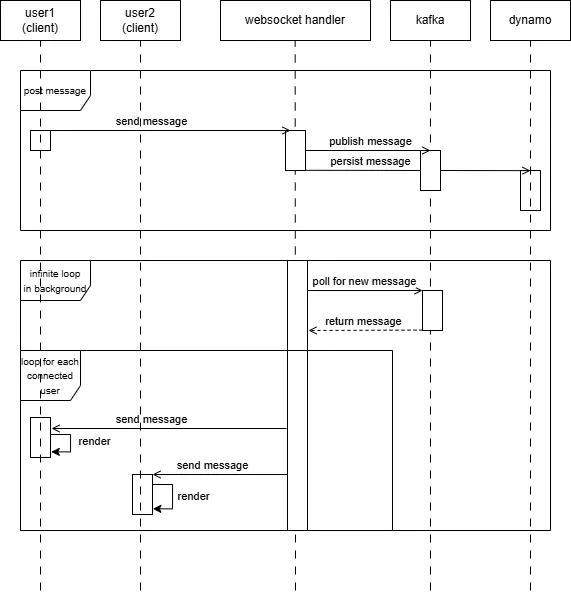 user1
(client)
user2
(client)
websocket handler
kafka
dynamo
post message
send message
publish message
persist message
infinite loop
in background
poll for new message
return message
loop for each
connected
user
send message
render
send message
render